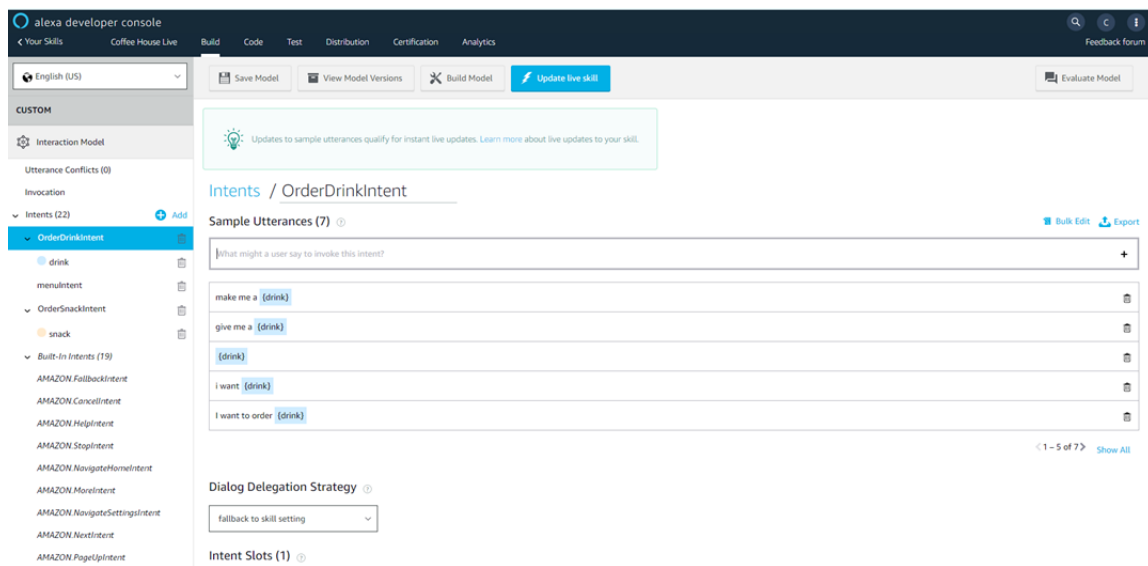 alexa developer console
C
< Your Skills Coffee House Live Build Code Test Distribution Certification Analytics Feedback forum
English (US) Save Model View Model Versions Build Model Update live skill Evaluate Model
CUSTOM
Interaction Model
Updates to sample utterances qualify for instant live updates. Learn more about live updates to your skill.
Utterance Conflicts (0)
Invocation
Intents (22) Add
OrderDrinkIntent
drink
menuIntent
OrderSnackIntent
snack
Built-In Intents (19)
AMAZON.FallbackIntent
AMAZON.CancelIntent
AMAZON.HelpIntent
AMAZON.StopIntent
AMAZON.NavigateHomeIntent
AMAZON.MoreIntent
AMAZON.NavigateSettingsIntent
AMAZON.NextIntent
AMAZON.PageUpIntent
Intents / OrderDrinkIntent
Sample Utterances (7) ? Bulk Edit Export
What might a user say to invoke this intent? +
make me a {drink}
give me a {drink}
{drink}
i want {drink}
I want to order {drink}
< 1 – 5 of 7 > Show All
Dialog Delegation Strategy ?
fallback to skill setting
Intent Slots (1) ?